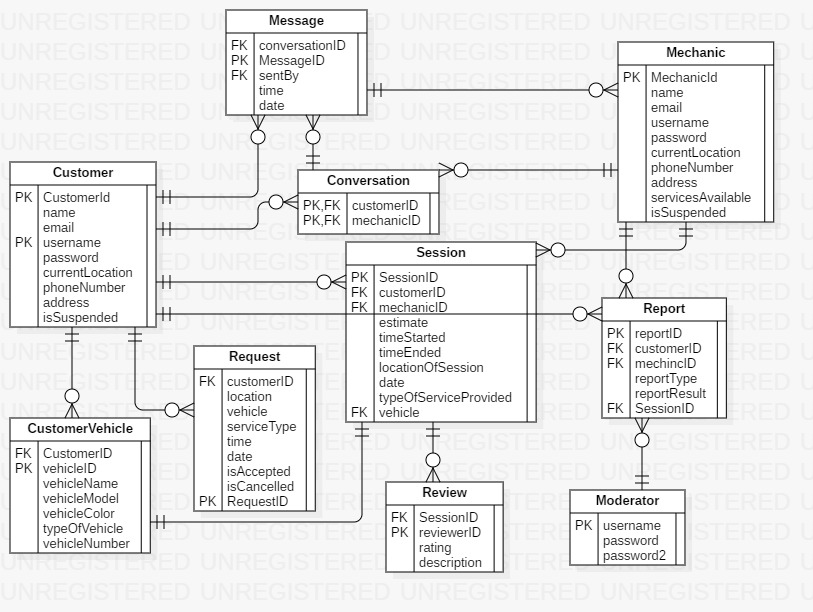 Message
FK conversationID
PK MessageID
FK sentBy
time
date
Mechanic
PK MechanicId
name
email
username
password
currentLocation
phoneNumber
address
servicesAvailable
isSuspended
Customer
PK CustomerId
name
email
PK username
password
currentLocation
phoneNumber
address
isSuspended
Conversation
PK,FK customerID
PK,FK mechanicID
Session
PK SessionID
FK customerID
FK mechanicID
estimate
timeStarted
timeEnded
locationOfSession
date
typeOfServiceProvided
FK vehicle
Report
PK reportID
FK customerID
FK mechincID
reportType
reportResult
FK SessionID
Request
FK customerID
location
vehicle
serviceType
time
date
isAccepted
isCancelled
PK RequestID
CustomerVehicle
FK CustomerID
PK vehicleID
vehicleName
vehicleModel
vehicleColor
typeOfVehicle
vehicleNumber
Review
FK SessionID
PK reviewerID
rating
description
Moderator
PK username
password
password2
UNREGISTERED